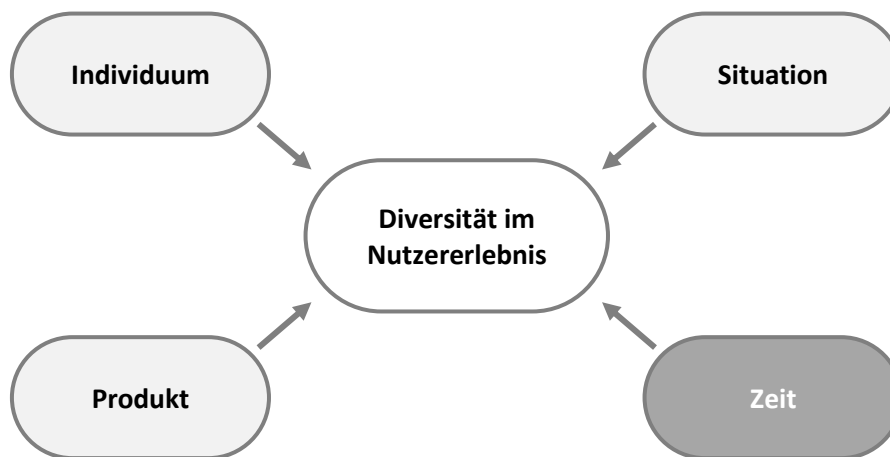 Individuum
Situation
Diversität im
Nutzererlebnis
Produkt
Zeit